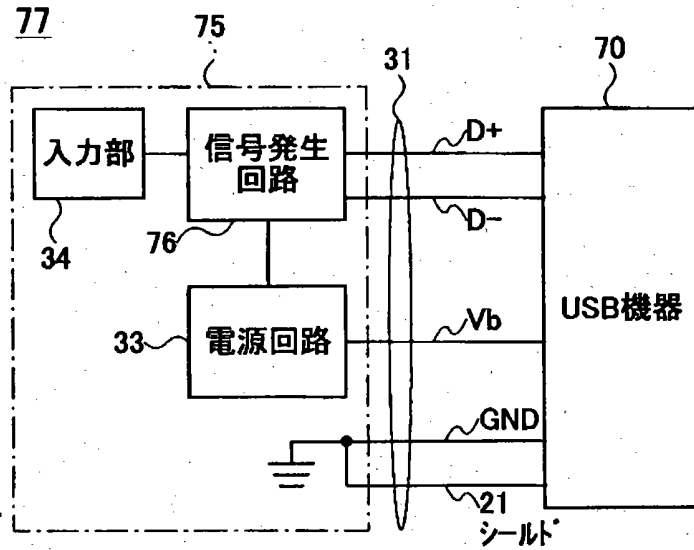 77
75
31
70
入力部
信号発生
回路
D+
D−
34
76
33
電源回路
Vb
USB機器
GND
21
シールド